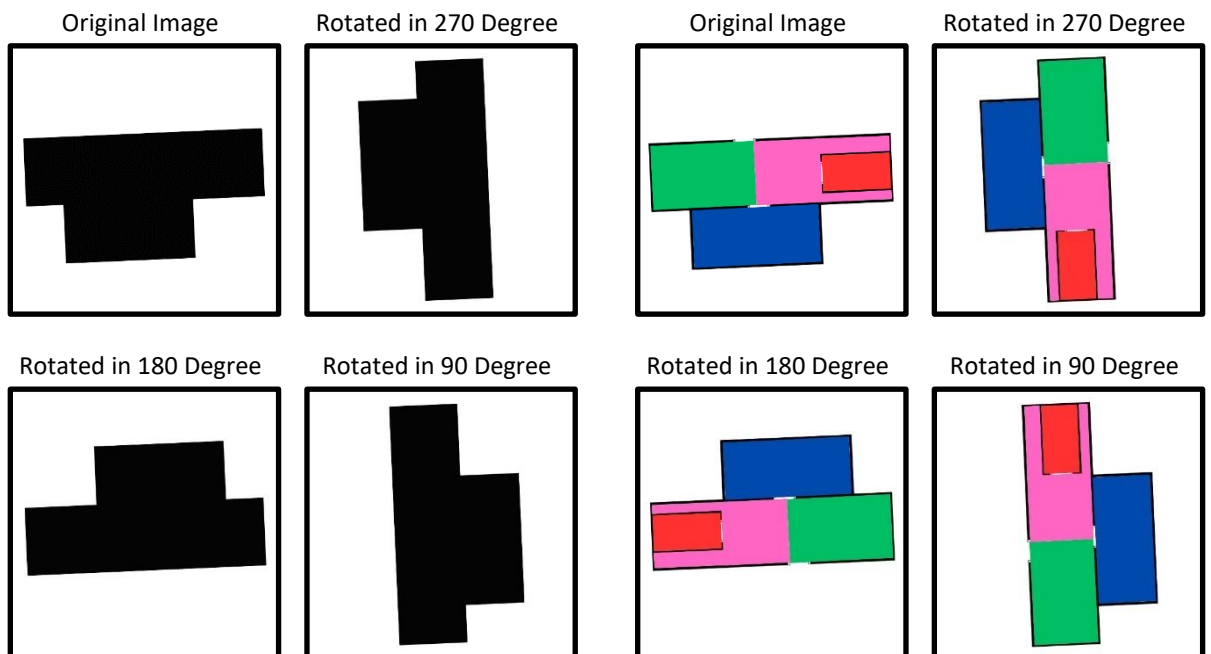 Original Image
Rotated in 270 Degree
Original Image
Rotated in 270 Degree
Rotated in 180 Degree
Rotated in 90 Degree
Rotated in 180 Degree
Rotated in 90 Degree